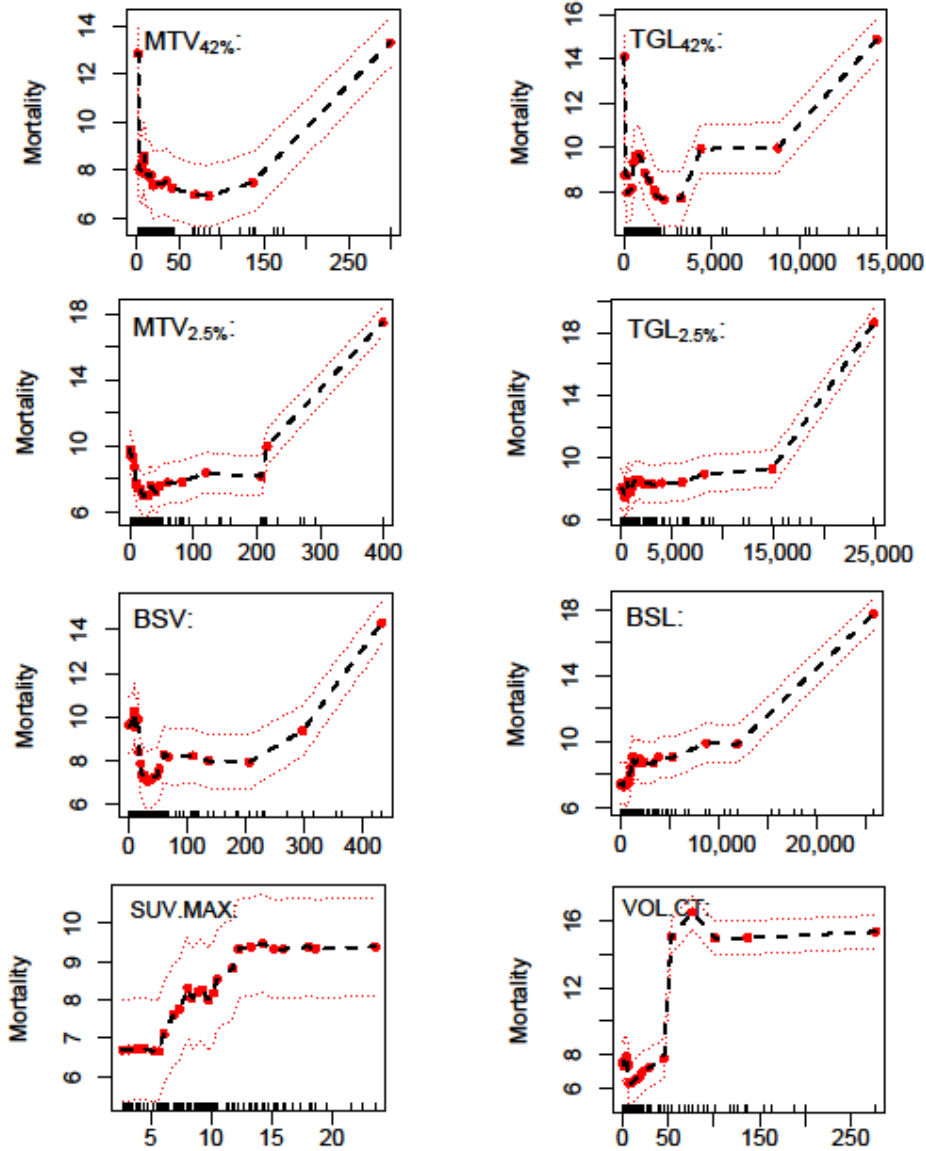 MTV42%:
Mortality
6 8 10 12 14
0 50 150 250
TGL42%:
Mortality
8 10 12 14 16
0 5,000 10,000 15,000
MTV2.5%:
Mortality
6 10 14 18
0 100 200 300 400
TGL2.5%:
Mortality
6 10 14 18
0 5,000 15,000 25,000
BSV:
Mortality
6 8 10 12 14
0 100 200 300 400
BSL:
Mortality
6 10 14 18
0 10,000 20,000
SUV.MAX:
Mortality
6 7 8 9 10
5 10 15 20
VOL.CT:
Mortality
6 8 12 16
0 50 150 250